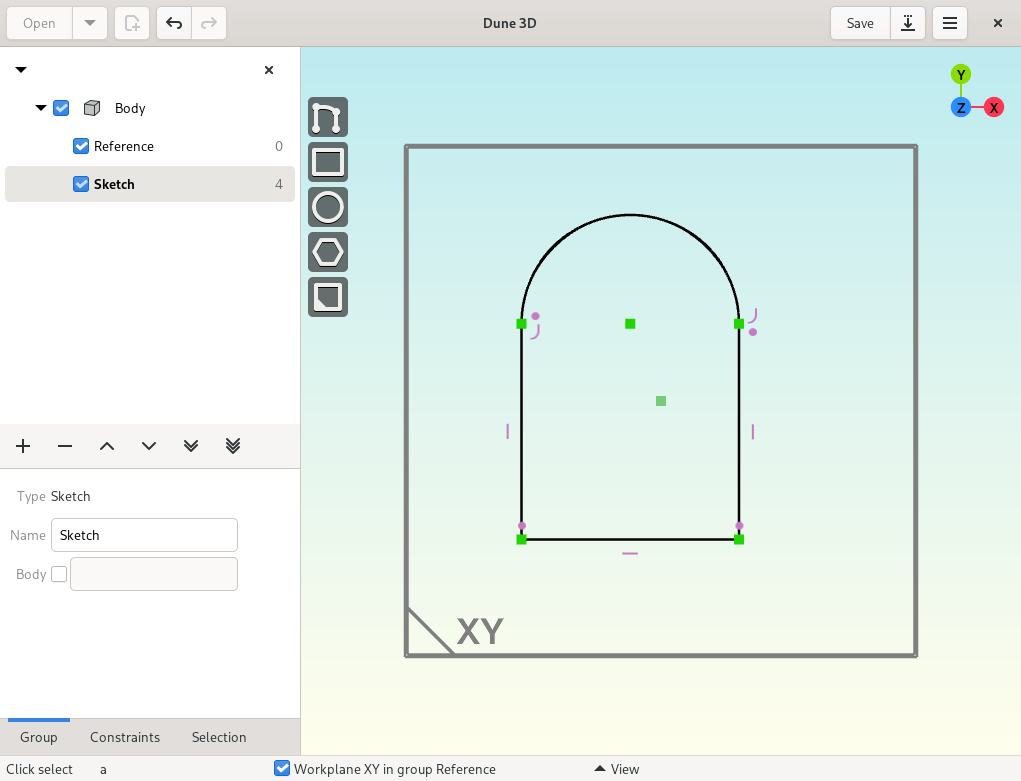 Open
Dune 3D
Save
Body
Reference 0
Sketch 4
Type Sketch
Name Sketch
Body
Group Constraints Selection
Y
Z X
XY
Click select a Workplane XY in group Reference View